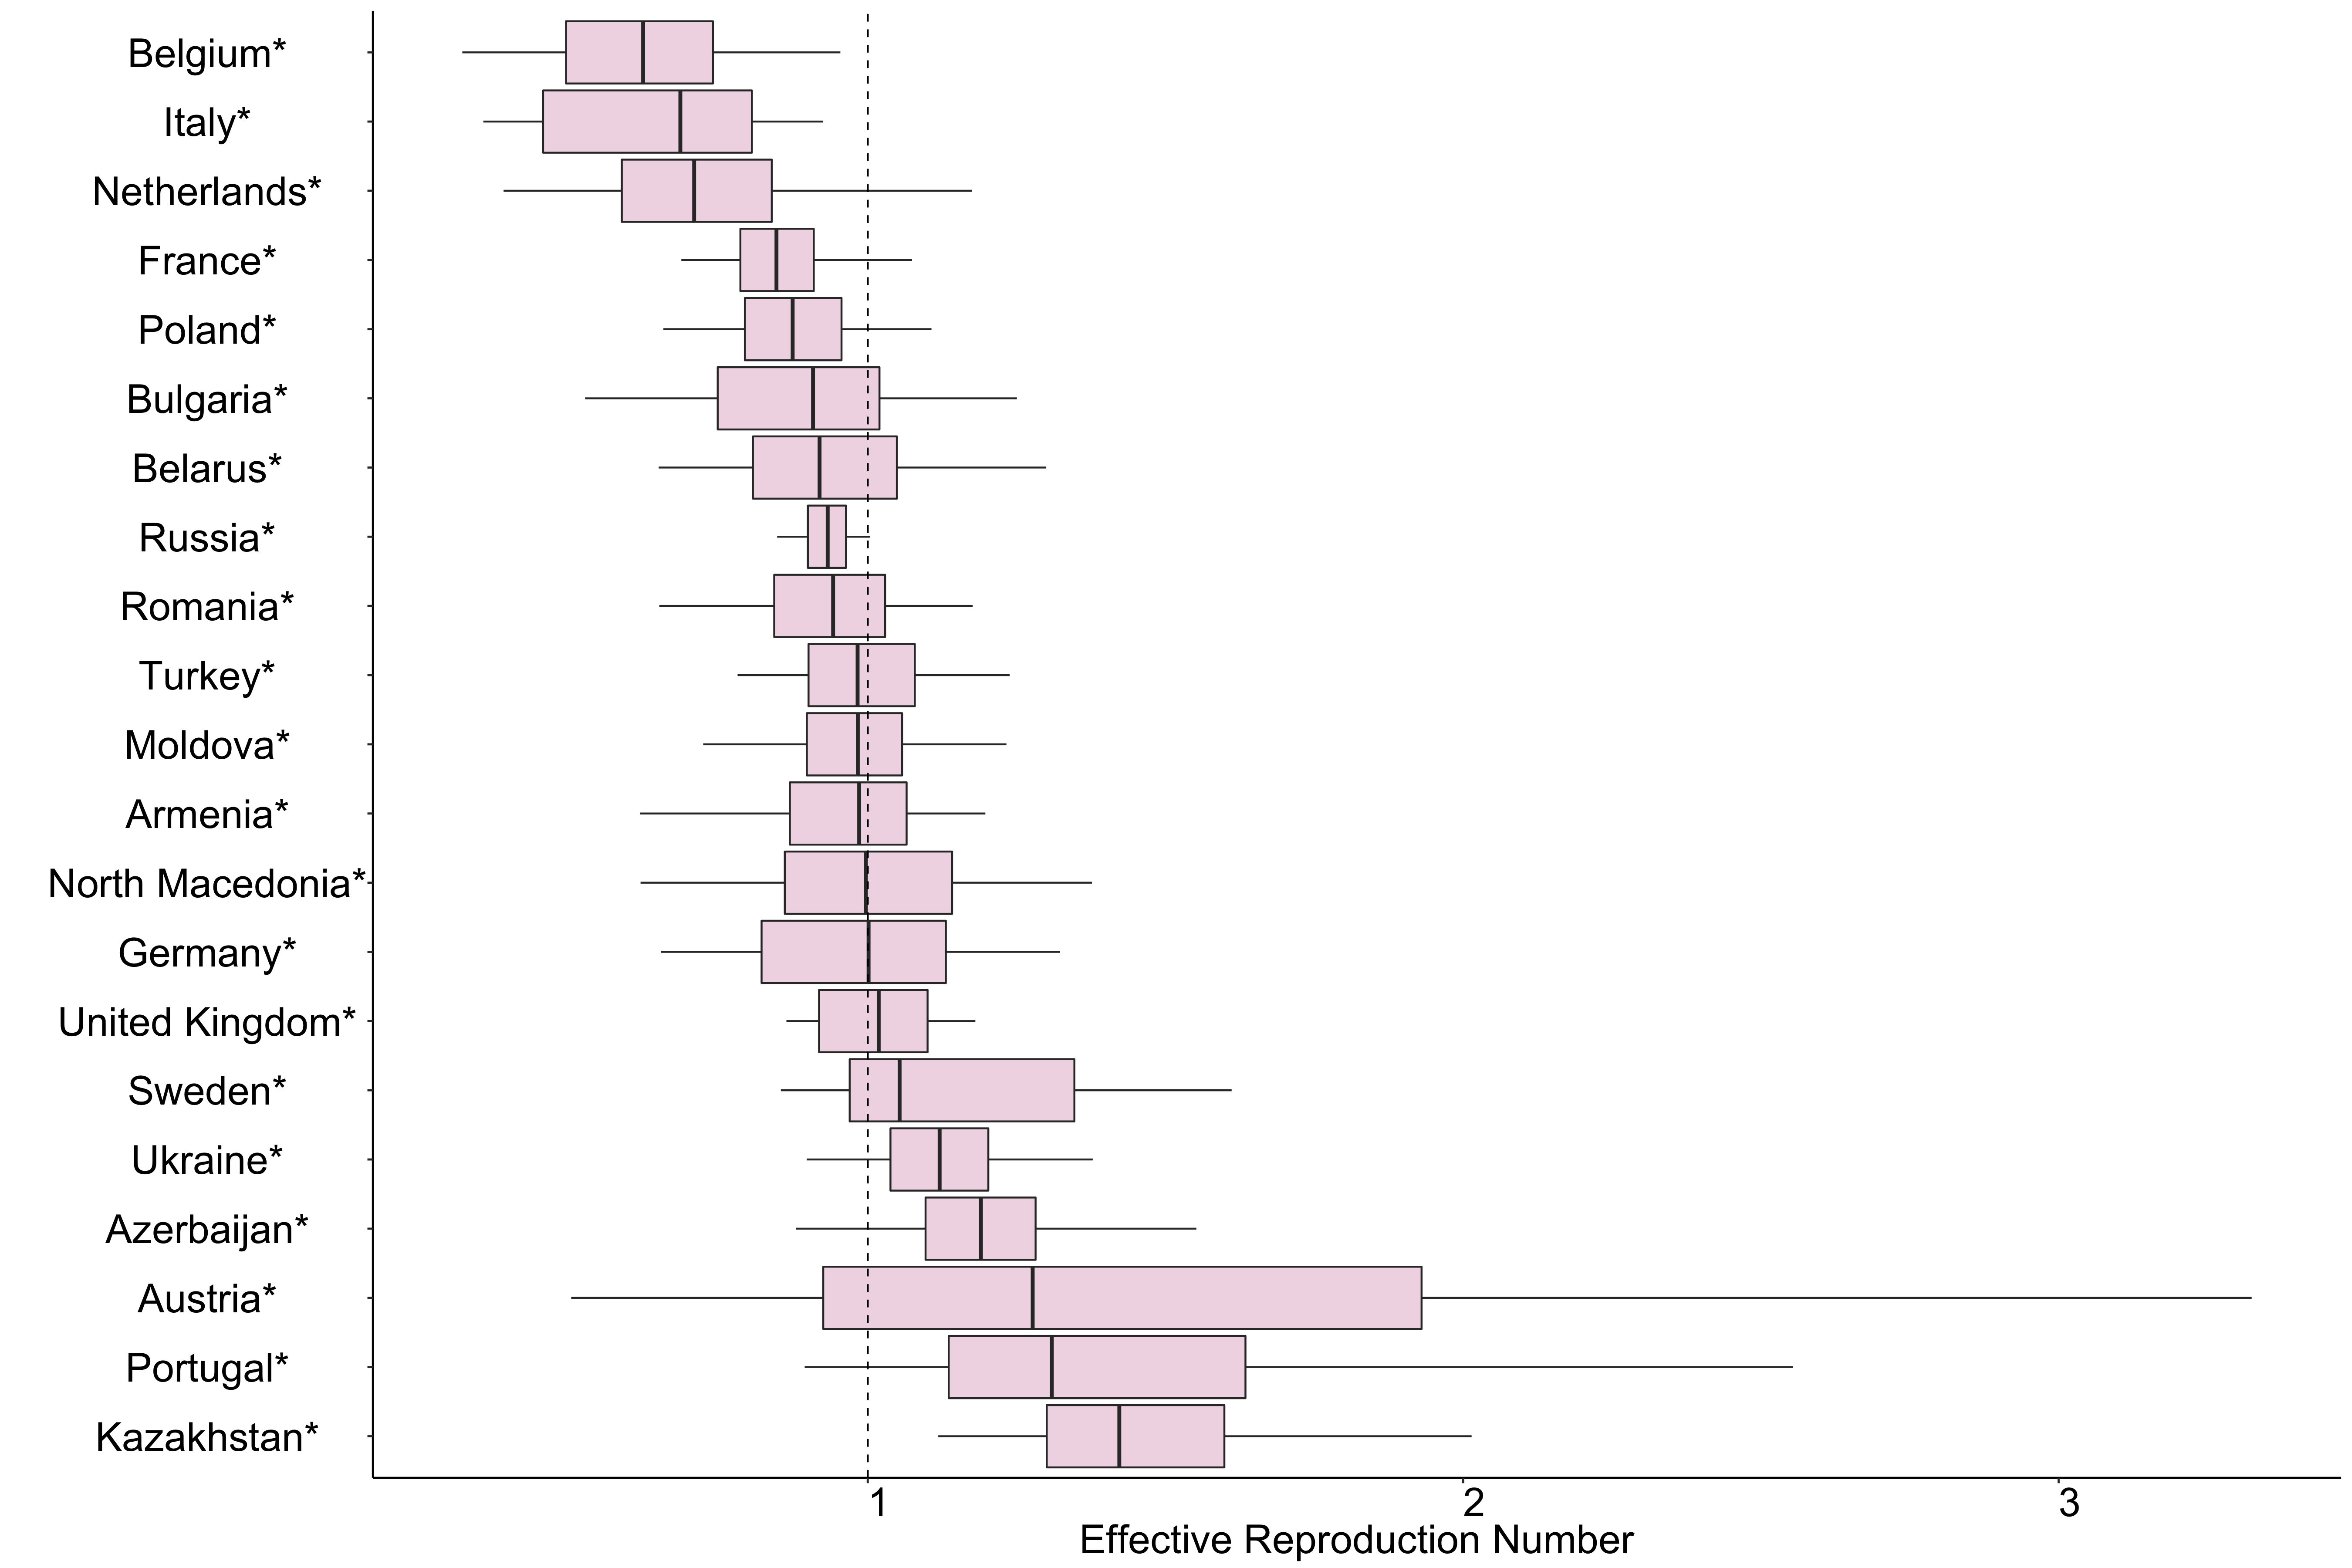 Belgium*
Italy*
Netherlands*
France*
Poland*
Bulgaria*
Belarus*
Russia*
Romania*
Turkey*
Moldova*
Armenia*
North Macedonia*
Germany*
United Kingdom*
Sweden*
Ukraine*
Azerbaijan*
Austria*
Portugal*
Kazakhstan*
1 2 3
Effective Reproduction Number